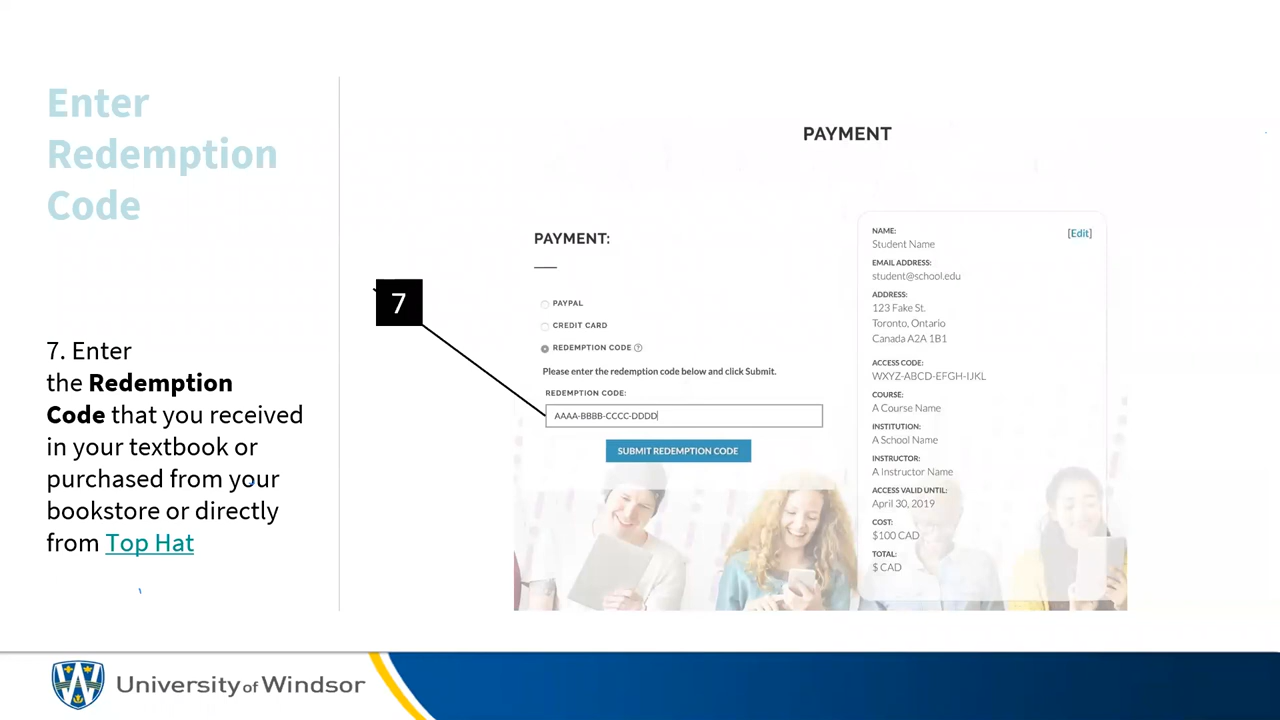 Enter
Redemption
Code
7. Enter
the Redemption
Code that you received
in your textbook or
purchased from your
bookstore or directly
from Top Hat
7
PAYMENT
PAYMENT:
PAYPAL
CREDIT CARD
REDEMPTION CODE ?
Please enter the redemption code below and click Submit.
REDEMPTION CODE:
AAAA-BBBB-CCCC-DDDD
SUBMIT REDEMPTION CODE
NAME:
[Edit]
Student Name
EMAIL ADDRESS:
student@school.edu
ADDRESS:
123 Fake St.
Toronto, Ontario
Canada A2A 1B1
ACCESS CODE:
WXYZ-ABCD-EFGH-IJKL
COURSE:
A Course Name
INSTITUTION:
A School Name
INSTRUCTOR:
A Instructor Name
ACCESS VALID UNTIL:
April 30, 2019
COST:
$100 CAD
TOTAL:
$ CAD
University of Windsor